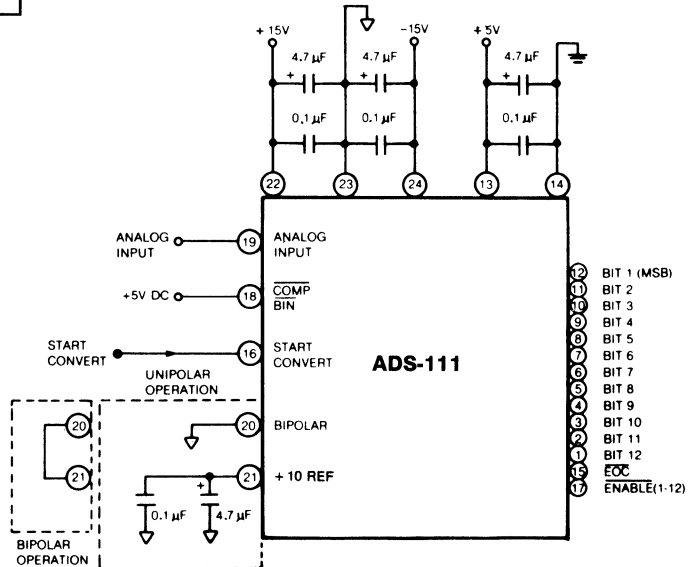 + 15V -15V + 5V
4.7 µF 4.7 µF 4.7 µF
+ + +
0.1 µF 0.1 µF 0.1 µF
22 23 24 13 14
ANALOG INPUT 19 ANALOG INPUT
+5V DC 18 COMP BIN
START CONVERT 16 START CONVERT
ADS-111
UNIPOLAR OPERATION
20 20 BIPOLAR
21 21 + 10 REF
+
0.1 µF 4.7 µF
BIPOLAR OPERATION
12 BIT 1 (MSB)
11 BIT 2
10 BIT 3
9 BIT 4
8 BIT 5
7 BIT 6
6 BIT 7
5 BIT 8
4 BIT 9
3 BIT 10
2 BIT 11
1 BIT 12
15 EOC
17 ENABLE(1-12)